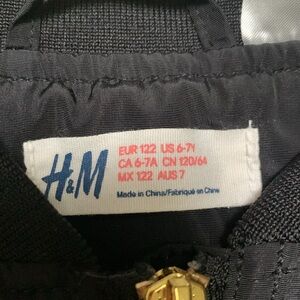 H&M
EUR 122 US 6-7Y
CA 6-7A CN 120/64
MX 122 AUS 7
Made in China/Fabriqué en Chine